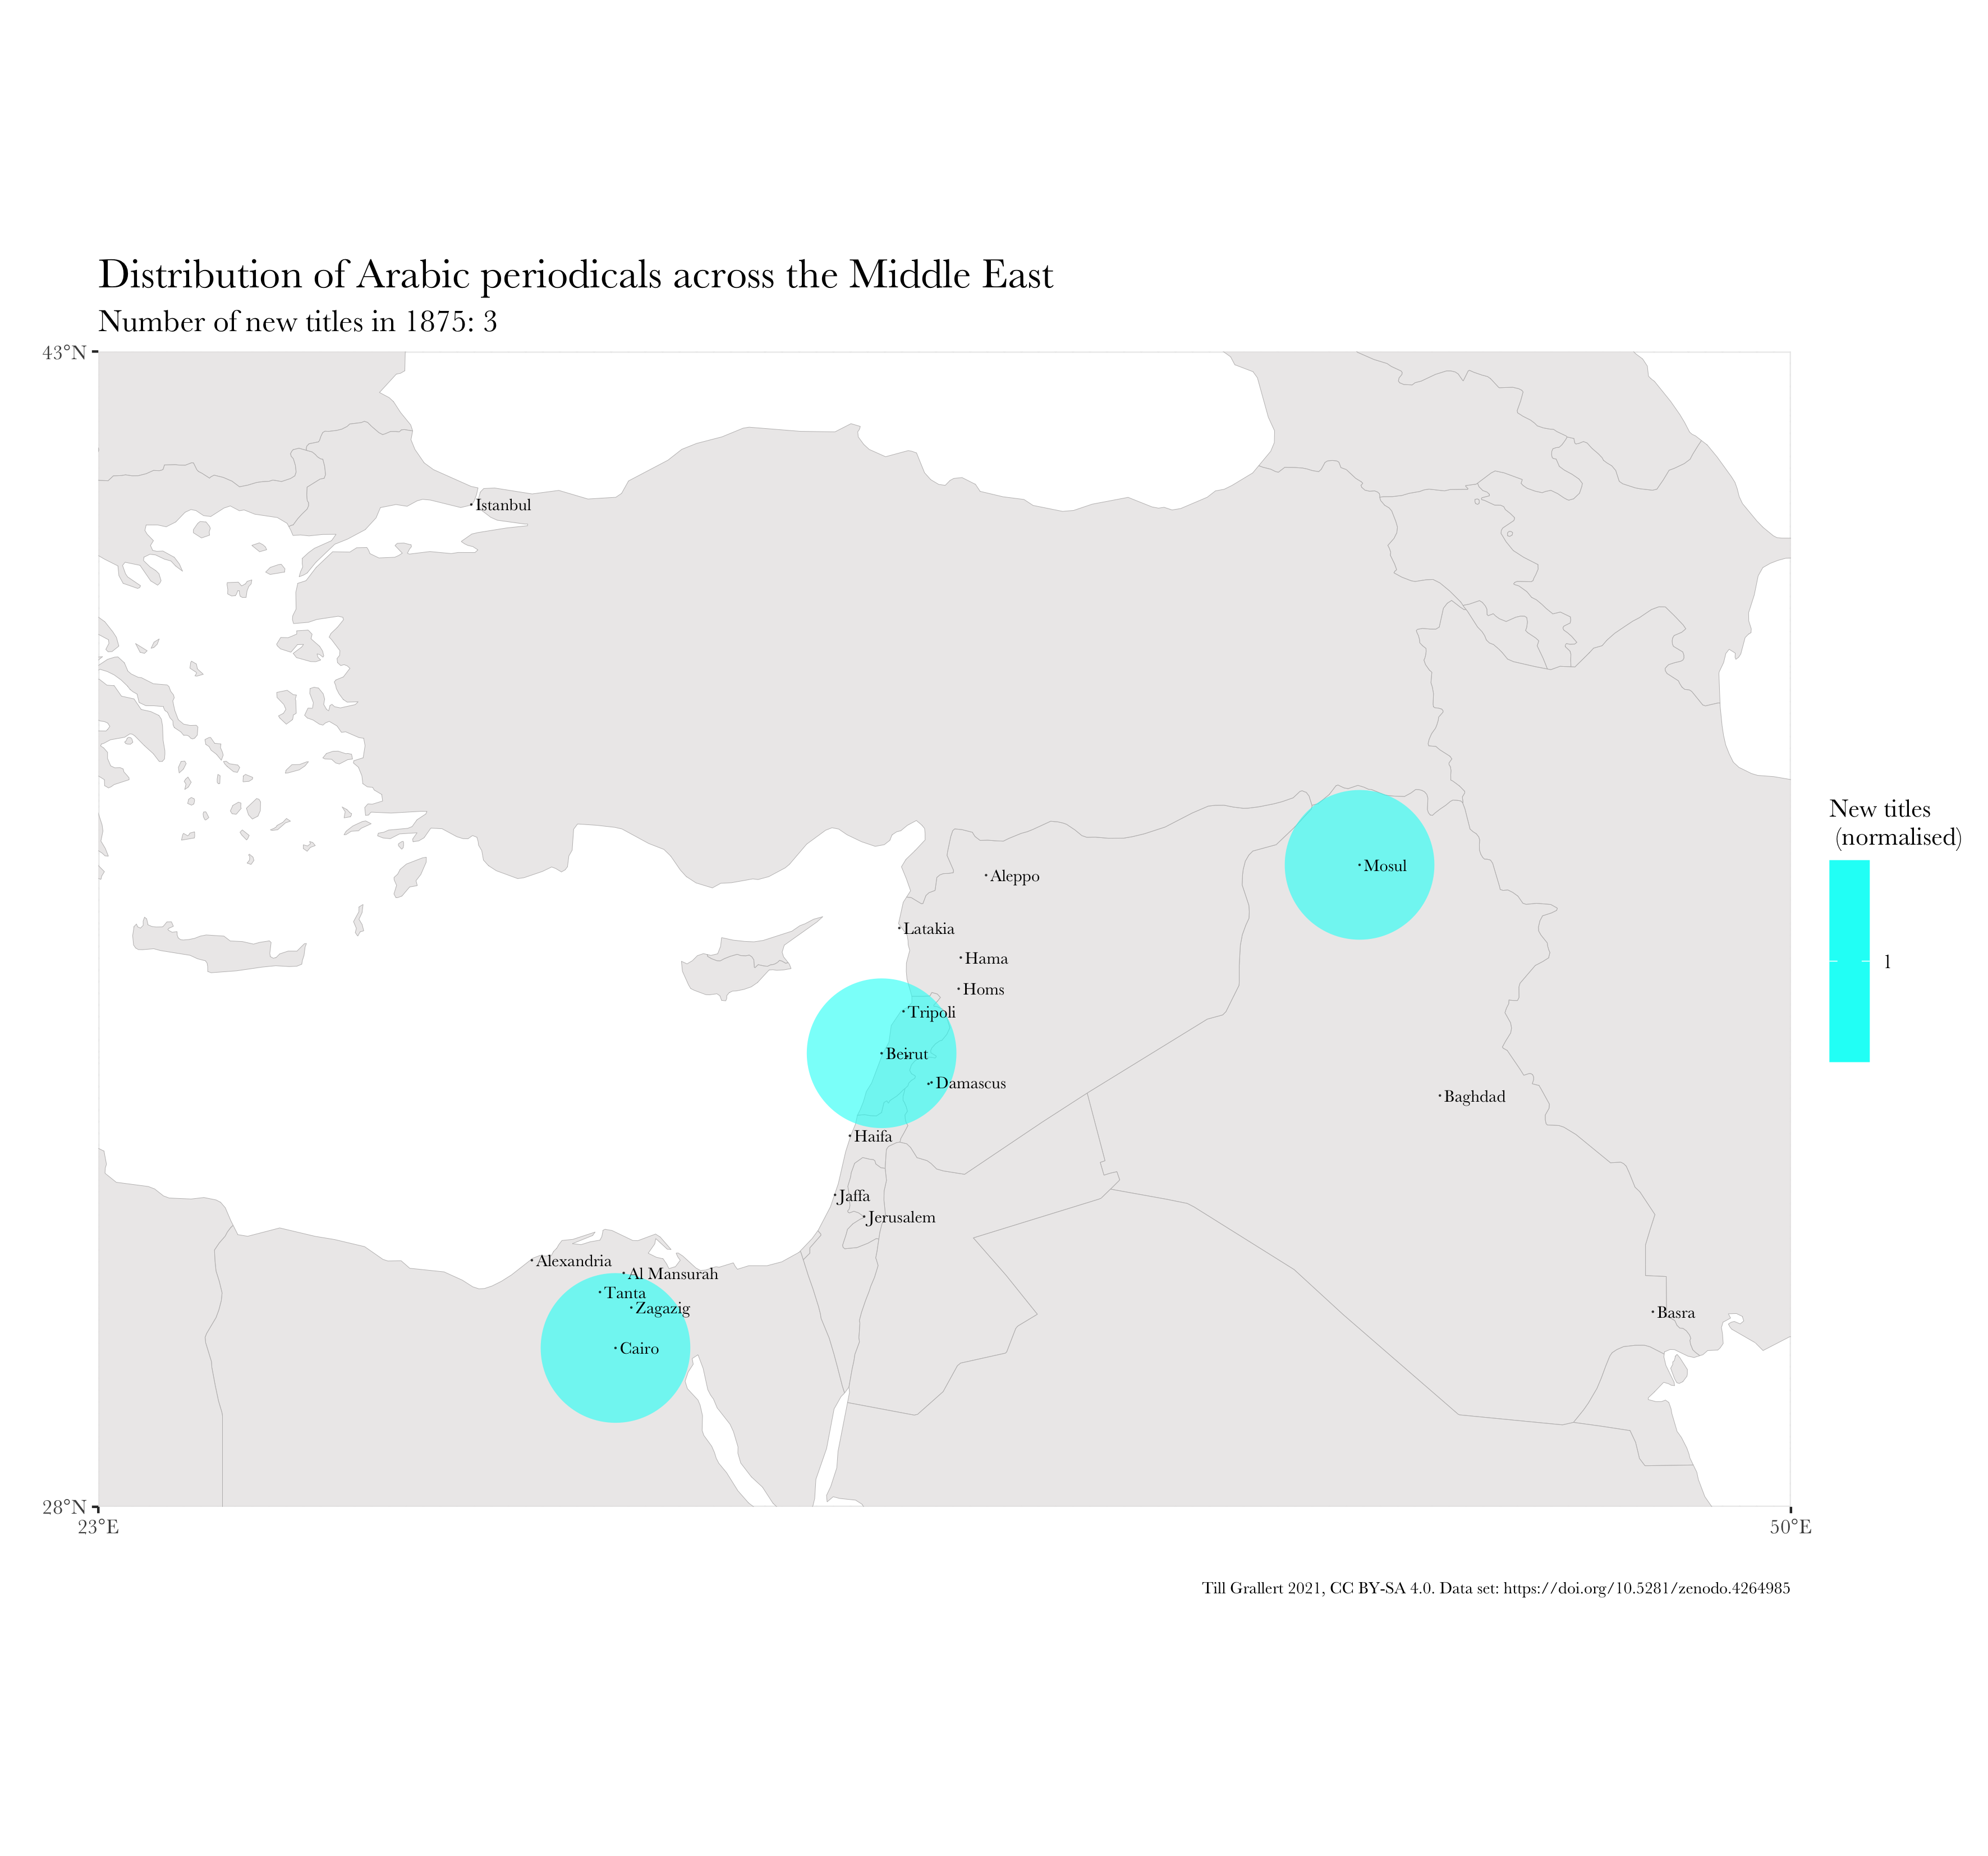 Distribution of Arabic periodicals across the Middle East
Number of new titles in 1875: 3
43°N
Istanbul
New titles
(normalised)
1
Mosul
Aleppo
Latakia
Hama
Homs
Tripoli
Beirut
Damascus
Baghdad
Haifa
Jaffa
Jerusalem
Alexandria
Al Mansurah
Tanta
Zagazig
Basra
Cairo
28°N
23°E
50°E
Till Grallert 2021, CC BY-SA 4.0. Data set: https://doi.org/10.5281/zenodo.4264985